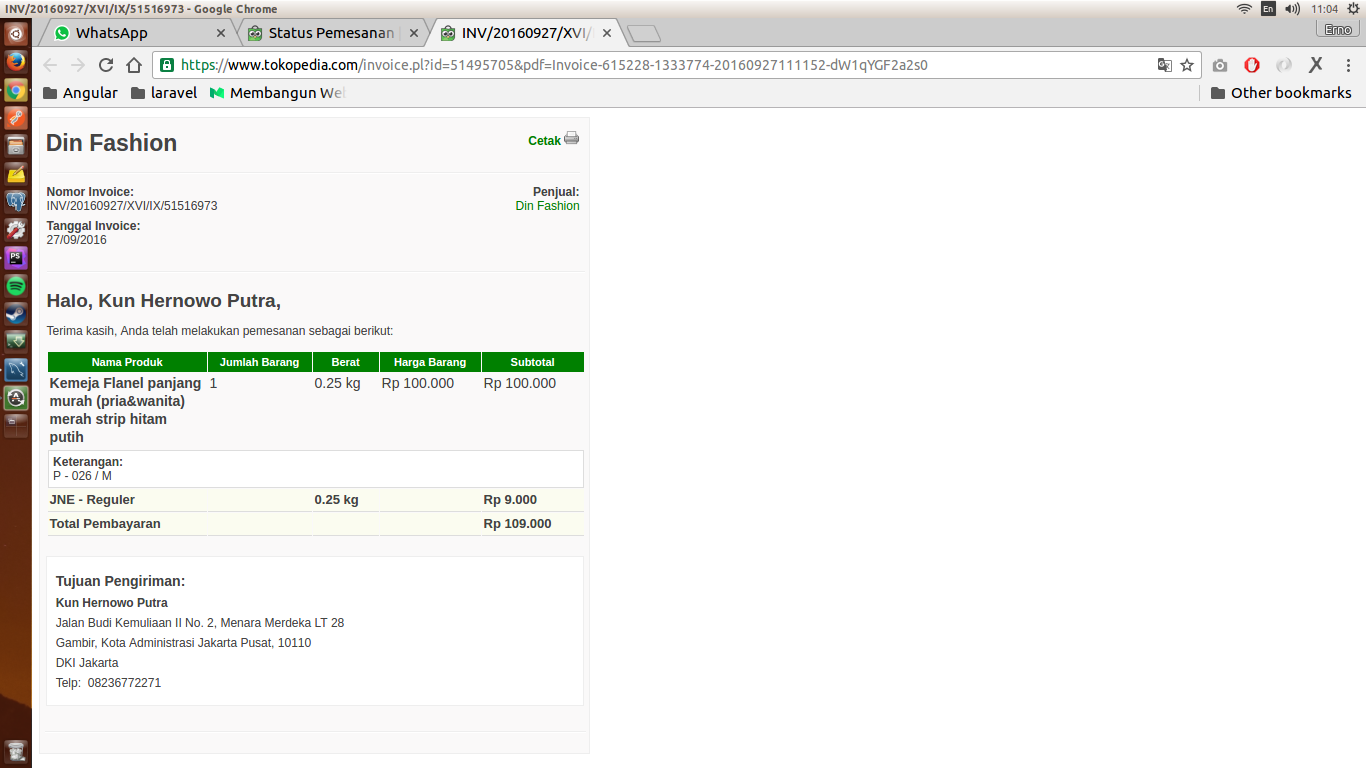 INV/20160927/XVI/IX/51516973 - Google Chrome
En
11:04
WhatsApp
Status Pemesanan
INV/20160927/XVI/
Erno
https://www.tokopedia.com/invoice.pl?id=51495705&pdf=Invoice-615228-1333774-20160927111152-dW1qYGF2a2s0
Angular
laravel
Membangun We
Other bookmarks
Din Fashion
Cetak
Nomor Invoice:
Penjual:
INV/20160927/XVI/IX/51516973
Din Fashion
Tanggal Invoice:
27/09/2016
Halo, Kun Hernowo Putra,
Terima kasih, Anda telah melakukan pemesanan sebagai berikut:
Nama Produk Jumlah Barang Berat Harga Barang Subtotal
Kemeja Flanel panjang 1 0.25 kg Rp 100.000 Rp 100.000
murah (pria&wanita)
merah strip hitam
putih
Keterangan:
P - 026 / M
JNE - Reguler 0.25 kg Rp 9.000
Total Pembayaran Rp 109.000
Tujuan Pengiriman:
Kun Hernowo Putra
Jalan Budi Kemuliaan II No. 2, Menara Merdeka LT 28
Gambir, Kota Administrasi Jakarta Pusat, 10110
DKI Jakarta
Telp: 08236772271